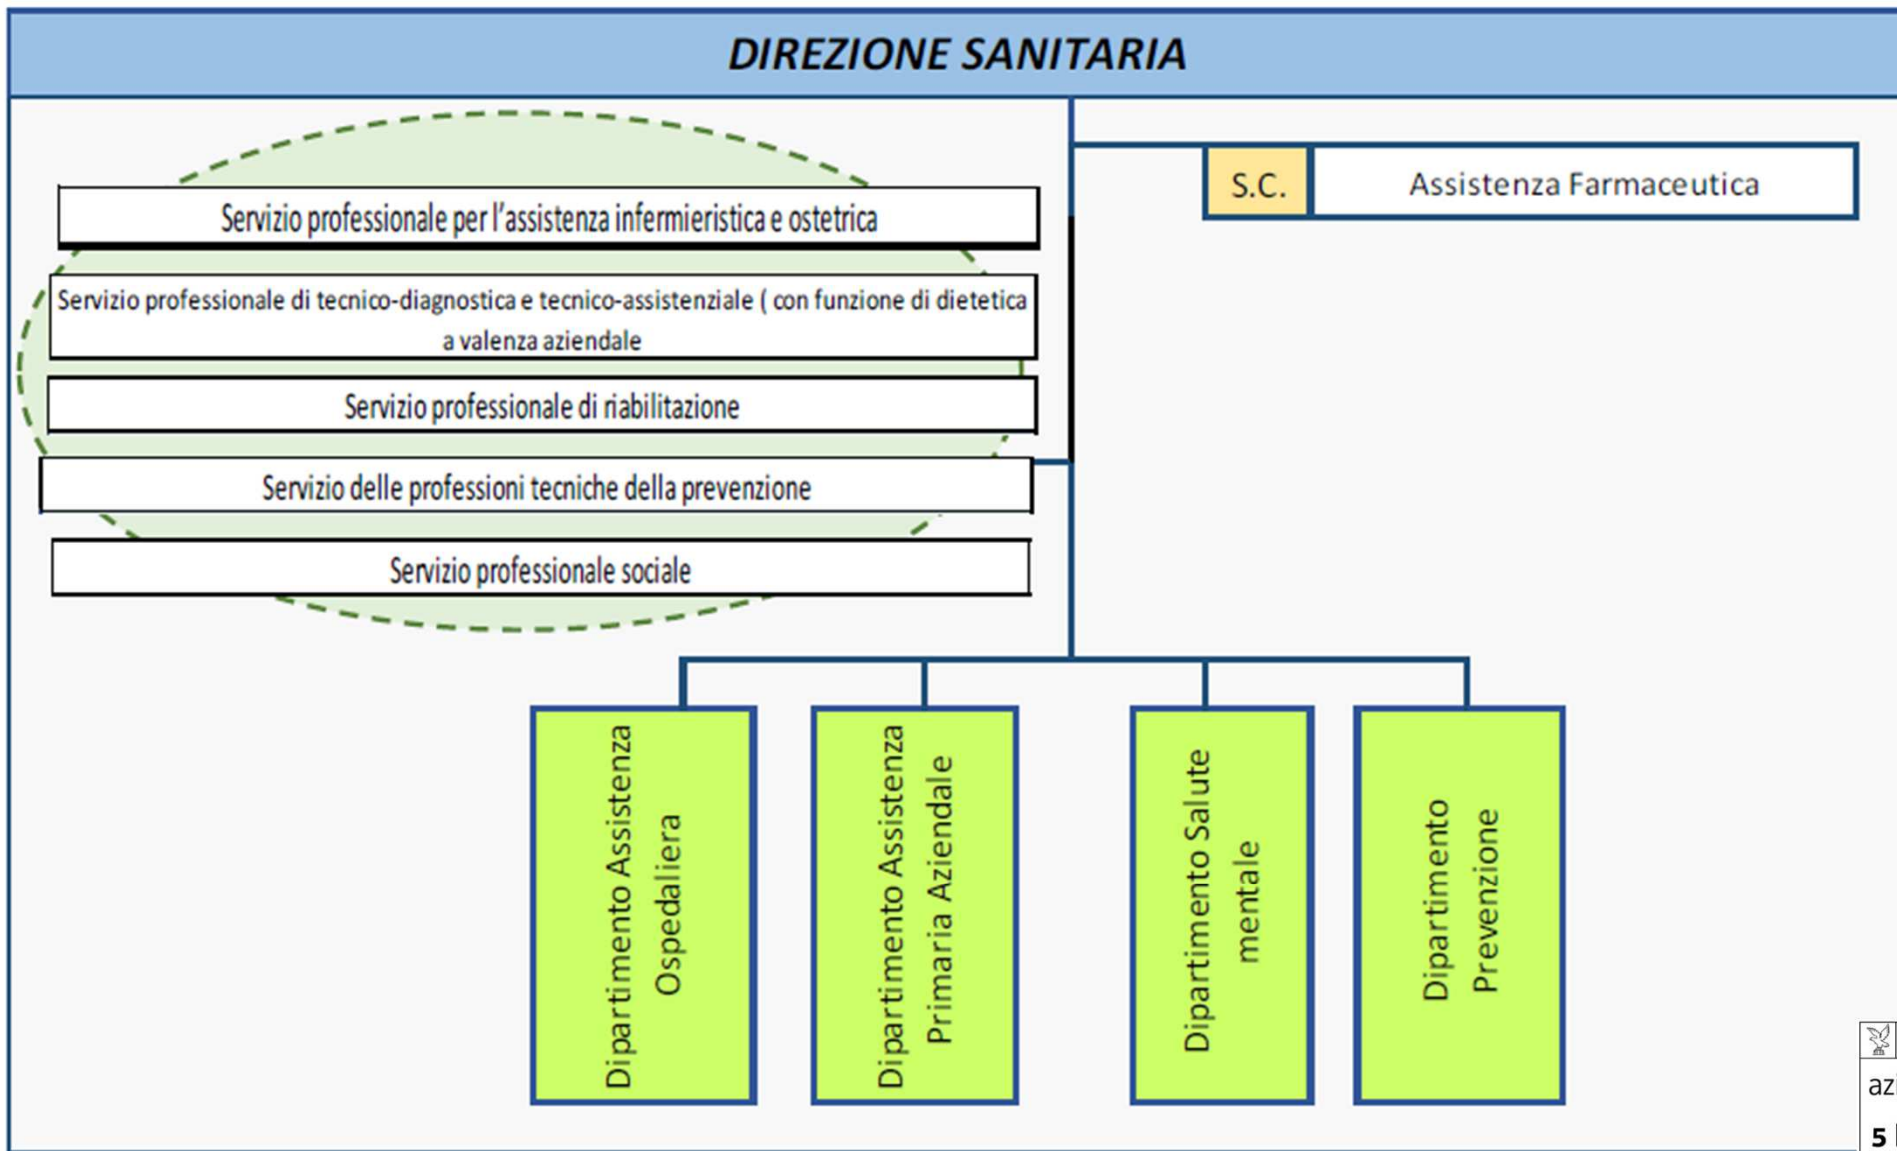 DIREZIONE SANITARIA
S.C.
Assistenza Farmaceutica
Servizio professionale per l'assistenza infermieristica e ostetrica
Servizio professionale di tecnico-diagnostica e tecnico-assistenziale ( con funzione di dietetica
a valenza aziendale
Servizio professionale di riabilitazione
Servizio delle professioni tecniche della prevenzione
Servizio professionale sociale
Dipartimento Assistenza
Ospedaliera
Dipartimento Assistenza
Primaria Aziendale
Dipartimento Salute
mentale
Dipartimento
Prevenzione
5